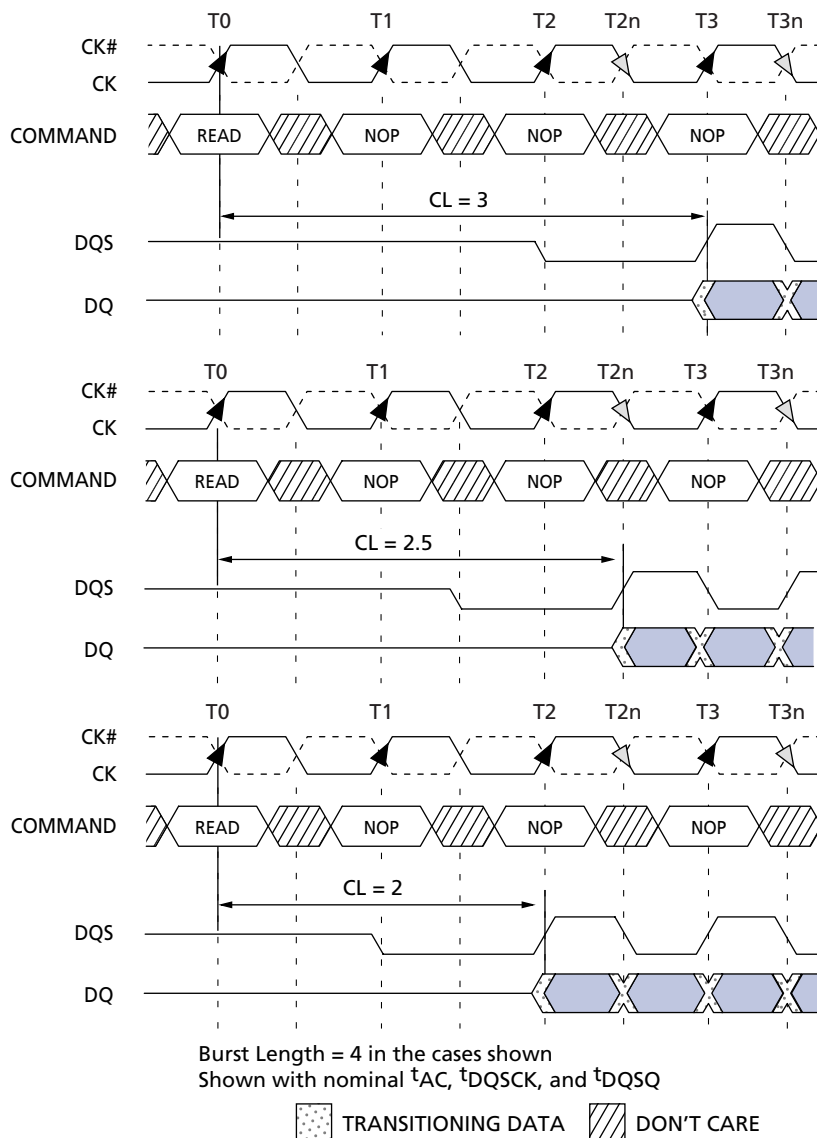 T0 T1 T2 T2n T3 T3n
CK#
CK
COMMAND READ NOP NOP NOP
CL = 3
DQS
DQ
T0 T1 T2 T2n T3 T3n
CK#
CK
COMMAND READ NOP NOP NOP
CL = 2.5
DQS
DQ
T0 T1 T2 T2n T3 T3n
CK#
CK
COMMAND READ NOP NOP NOP
CL = 2
DQS
DQ
Burst Length = 4 in the cases shown
Shown with nominal tAC, tDQSCK, and tDQSQ
TRANSITIONING DATA DON'T CARE